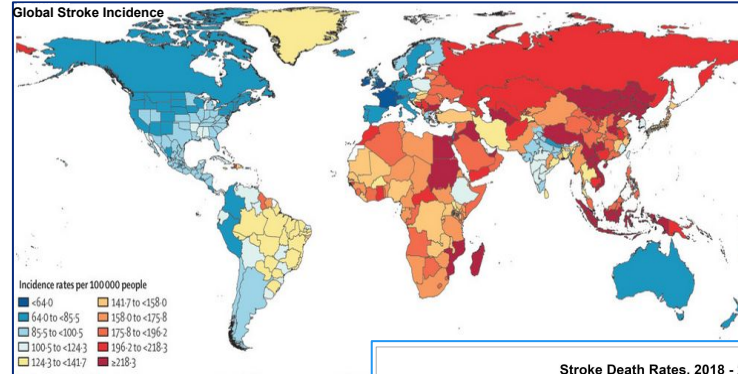 Global Stroke Incidence
Incidence rates per 100 000 people
<64·0
64·0 to <85·5
85·5 to <100·5
100·5 to <124·3
124·3 to <141·7
141·7 to <158·0
158·0 to <175·8
175·8 to <196·2
196·2 to <218·3
≥218·3
Stroke Death Rates, 2018 -